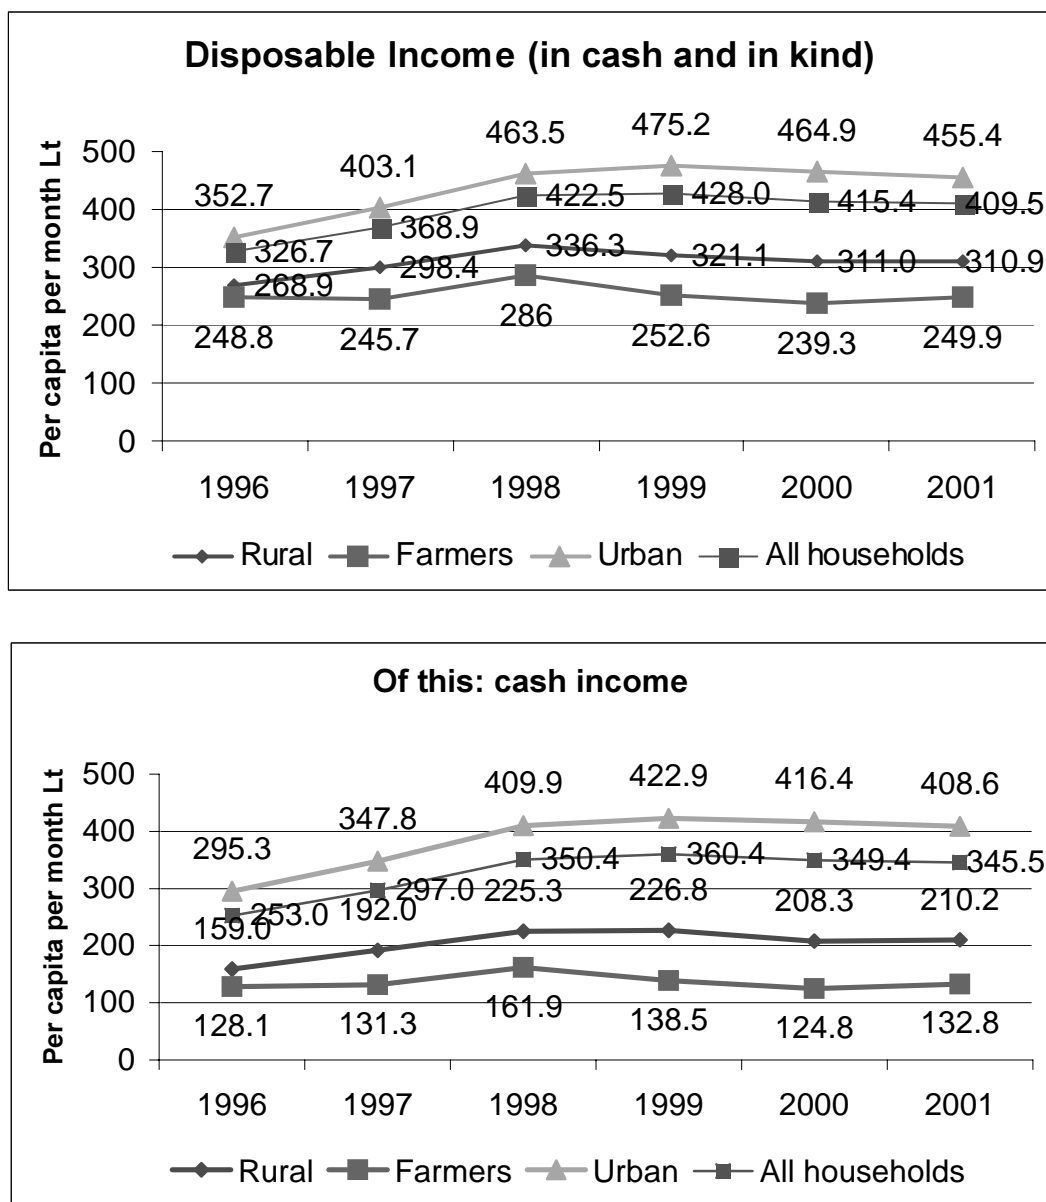 Disposable Income (in cash and in kind)
Per capita per month Lt
500
400
300
200
100
0
352.7 403.1 463.5 475.2 464.9 455.4
326.7 368.9 422.5 428.0 415.4 409.5
268.9 298.4 336.3 321.1 311.0 310.9
248.8 245.7 286 252.6 239.3 249.9
1996 1997 1998 1999 2000 2001
Rural Farmers Urban All households
Of this: cash income
Per capita per month Lt
500
400
300
200
100
0
295.3 347.8 409.9 422.9 416.4 408.6
253.0 297.0 350.4 360.4 349.4 345.5
159.0 192.0 225.3 226.8 208.3 210.2
128.1 131.3 161.9 138.5 124.8 132.8
1996 1997 1998 1999 2000 2001
Rural Farmers Urban All households